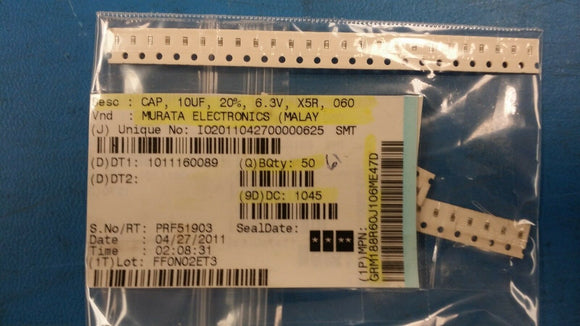 Desc : CAP, 10UF, 20%, 6.3V, X5R, 060
Vnd : MURATA ELECTRONICS (MALAY
(J) Unique No: I02011042700000625 SMT
(D)DT1: 1011160089 (Q)BQty: 50 6
(D)DT2:
(9D)DC: 1045
S.No/RT: PRF51903 SealDate:
Date : 04/27/2011
Time : 02:08:31
(1T)Lot: FF0N02ET3
* * **
(1P)MPN:
GRM188R60J106ME47D